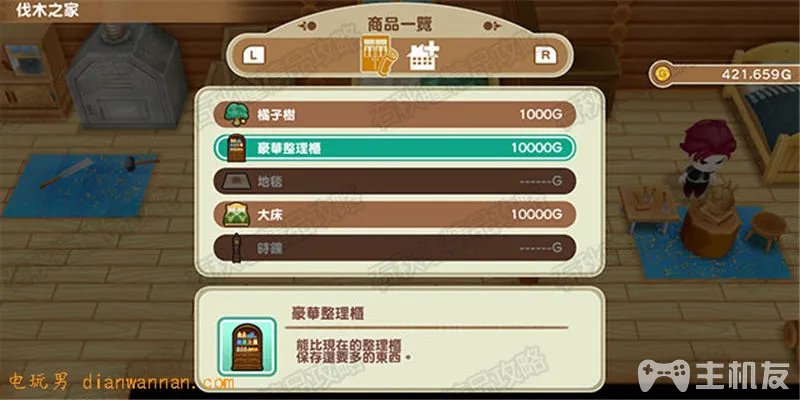 伐木之家
商品一覽
L
R
421.659G
橘子樹 1000G
豪華整理櫃 10000G
地毯 ------G
大床 10000G
時鐘 ------G
豪華整理櫃
能比現在的整理櫃
保存還要多的東西。
电玩男 dianwannan.com
主机友